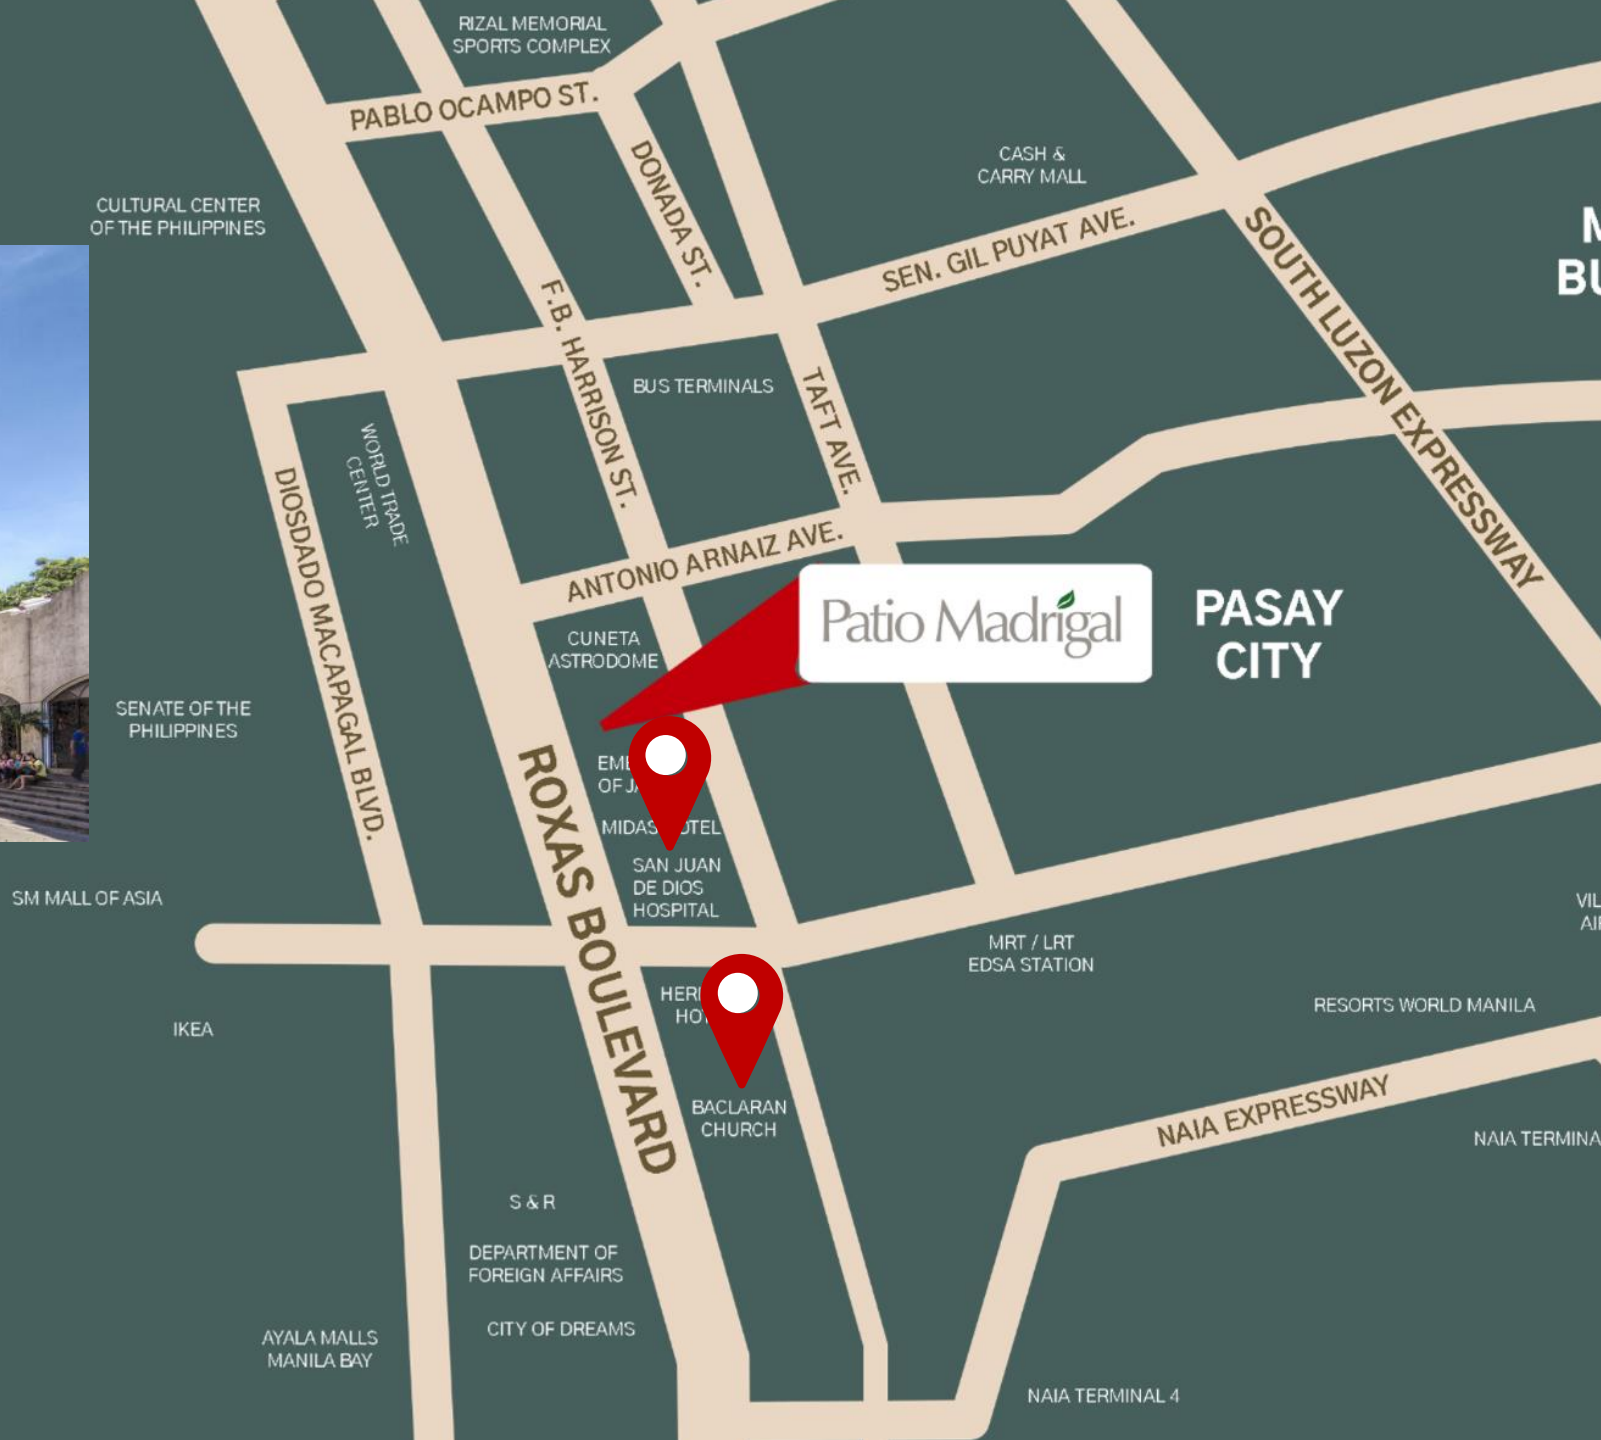 RIZAL MEMORIAL
SPORTS COMPLEX
PABLO OCAMPO ST.
DONADA ST.
CASH &
CARRY MALL
CULTURAL CENTER
OF THE PHILIPPINES
SEN. GIL PUYAT AVE.
SOUTH LUZON EXPRESSWAY
F.B. HARRISON ST.
BUS TERMINALS
TAFT AVE.
WORLD TRADE
CENTER
DIOSDADO MACAPAGAL BLVD.
ANTONIO ARNAIZ AVE.
Patio Madrigal
PASAY
CITY
CUNETA
ASTRODOME
SENATE OF THE
PHILIPPINES
ROXAS BOULEVARD
OF
MIDAS
SAN JUAN
DE DIOS
HOSPITAL
SM MALL OF ASIA
MRT / LRT
EDSA STATION
RESORTS WORLD MANILA
IKEA
NAIA EXPRESSWAY
BACLARAN
CHURCH
NAIA
S & R
DEPARTMENT OF
FOREIGN AFFAIRS
CITY OF DREAMS
AYALA MALLS
MANILA BAY
NAIA TERMINAL 4